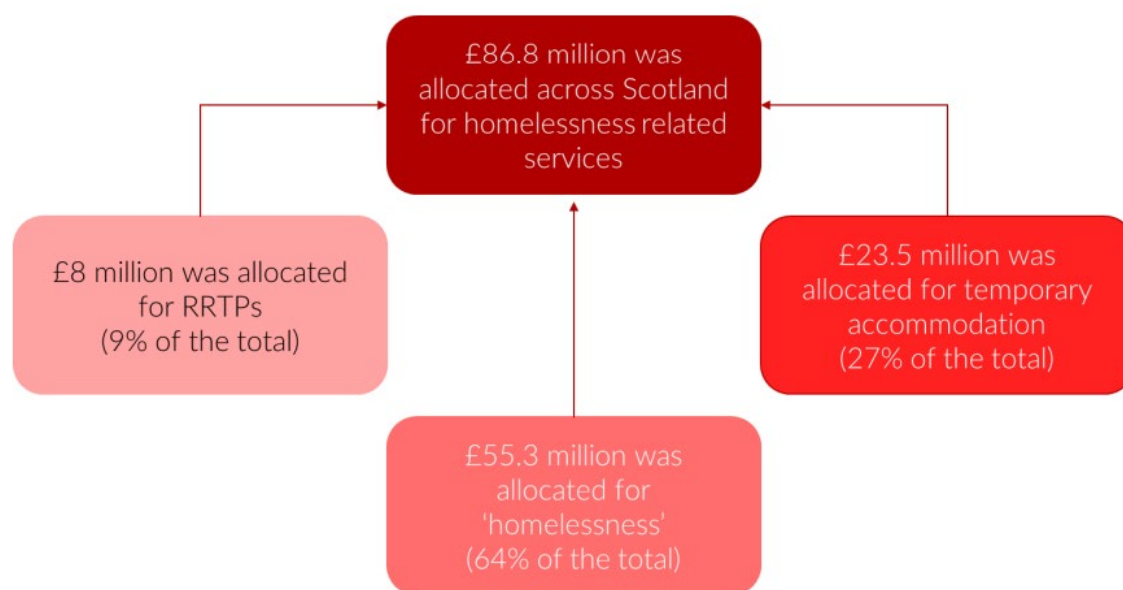 £86.8 million was
allocated across Scotland
for homelessness related
services
£8 million was allocated
for RRTPs
(9% of the total)
£23.5 million was
allocated for temporary
accommodation
(27% of the total)
£55.3 million was
allocated for
‘homelessness’
(64% of the total)